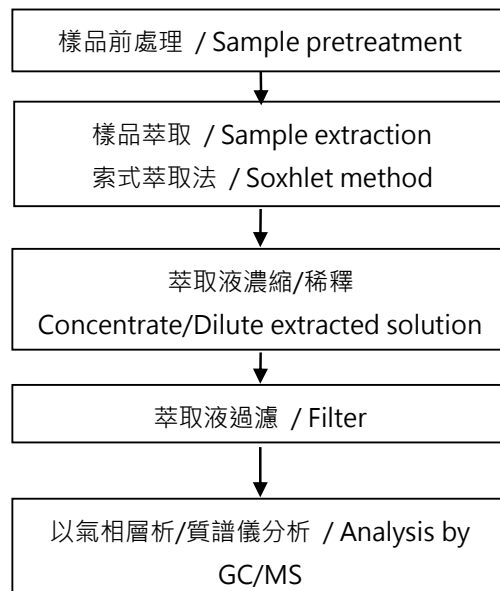 樣品前處理 / Sample pretreatment
樣品萃取 / Sample extraction
索式萃取法 / Soxhlet method
萃取液濃縮/稀釋
Concentrate/Dilute extracted solution
萃取液過濾 / Filter
以氣相層析/質譜儀分析 / Analysis by
GC/MS